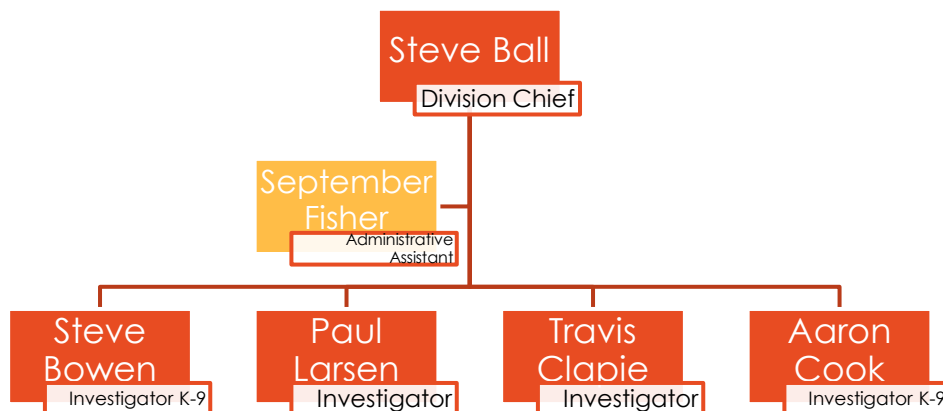 Steve Ball
Division Chief
September
Fisher
Administrative
Assistant
Steve
Bowen
Investigator K-9
Paul
Larsen
Investigator
Travis
Clapie
Investigator
Aaron
Cook
Investigator K-9